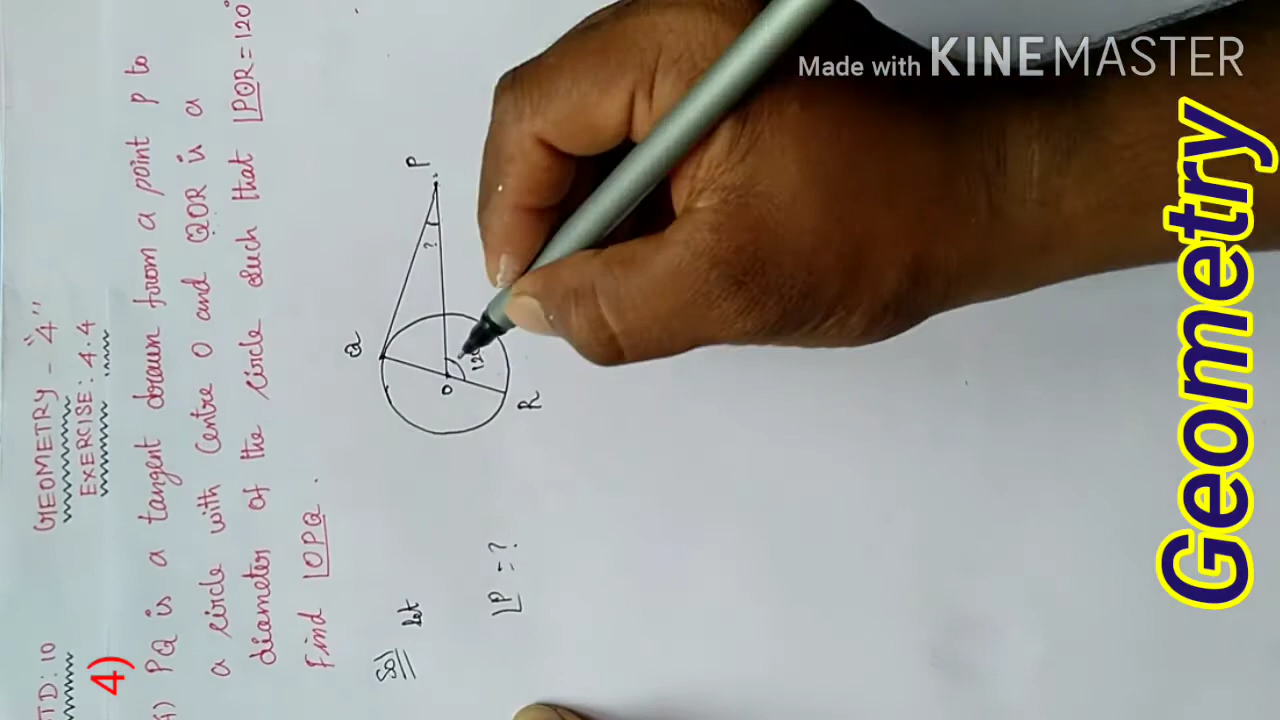 STD: 10
GEOMETRY - "4"
EXERCISE: 4.4
4)
4) PQ is a tangent drawn from a point P to
a circle with centre O and QOR is a
diameter of the circle such that ∠POR = 120°
Find ∠OPQ.
Sol
Let
∠P = ?
Q
P
?
O
120
R
Made with KINEMASTER
Geometry